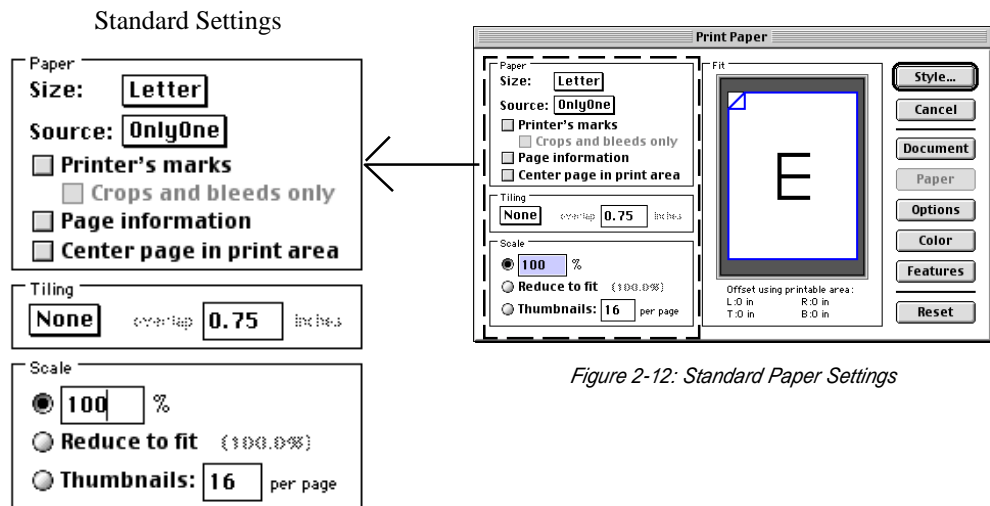 Standard Settings
Paper
Size: Letter
Source: OnlyOne
Printer's marks
Crops and bleeds only
Page information
Center page in print area
Tiling
None overlap 0.75 inches
Scale
100 %
Reduce to fit (100.0%)
Thumbnails: 16 per page
Print Paper
Paper
Size: Letter
Source: OnlyOne
Printer's marks
Crops and bleeds only
Page information
Center page in print area
Tiling
None overlap 0.75 inches
Scale
100 %
Reduce to fit (100.0%)
Thumbnails: 16 per page
Fit
E
Offset using printable area:
L:0 in R:0 in
T:0 in B:0 in
Style...
Cancel
Document
Paper
Options
Color
Features
Reset
Figure 2-12: Standard Paper Settings